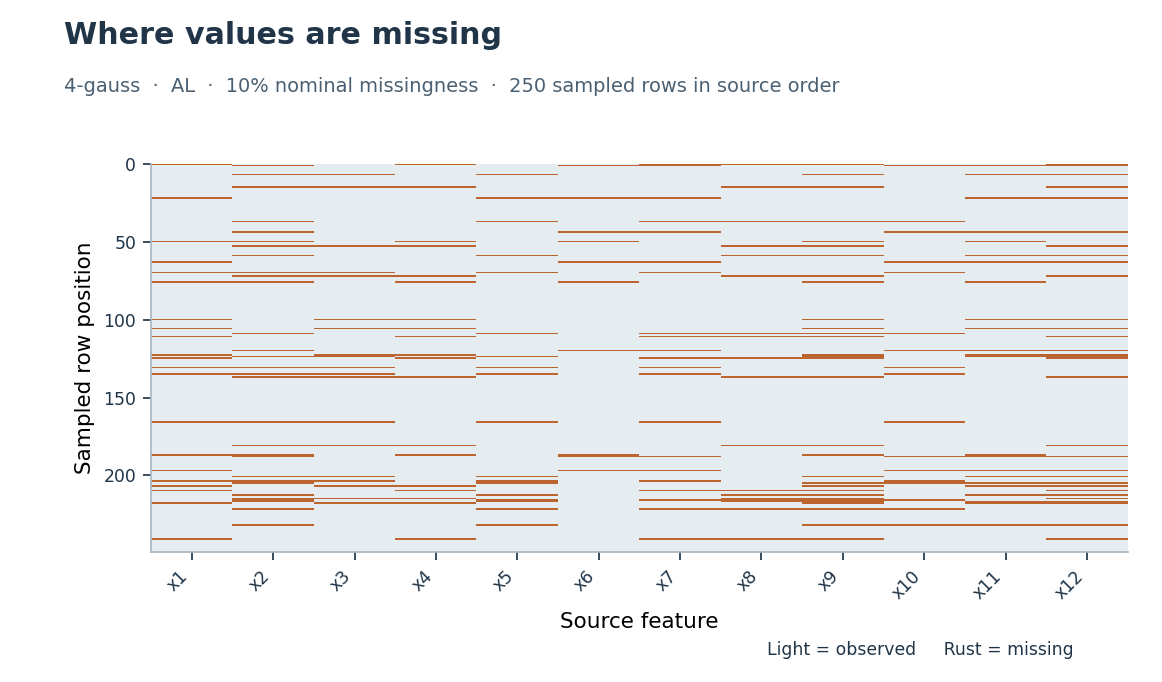 Where values are missing
4-gauss · AL · 10% nominal missingness · 250 sampled rows in source order
0
50
100
150
200
Sampled row position
x1 x2 x3 x4 x5 x6 x7 x8 x9 x10 x11 x12
Source feature
Light = observed Rust = missing